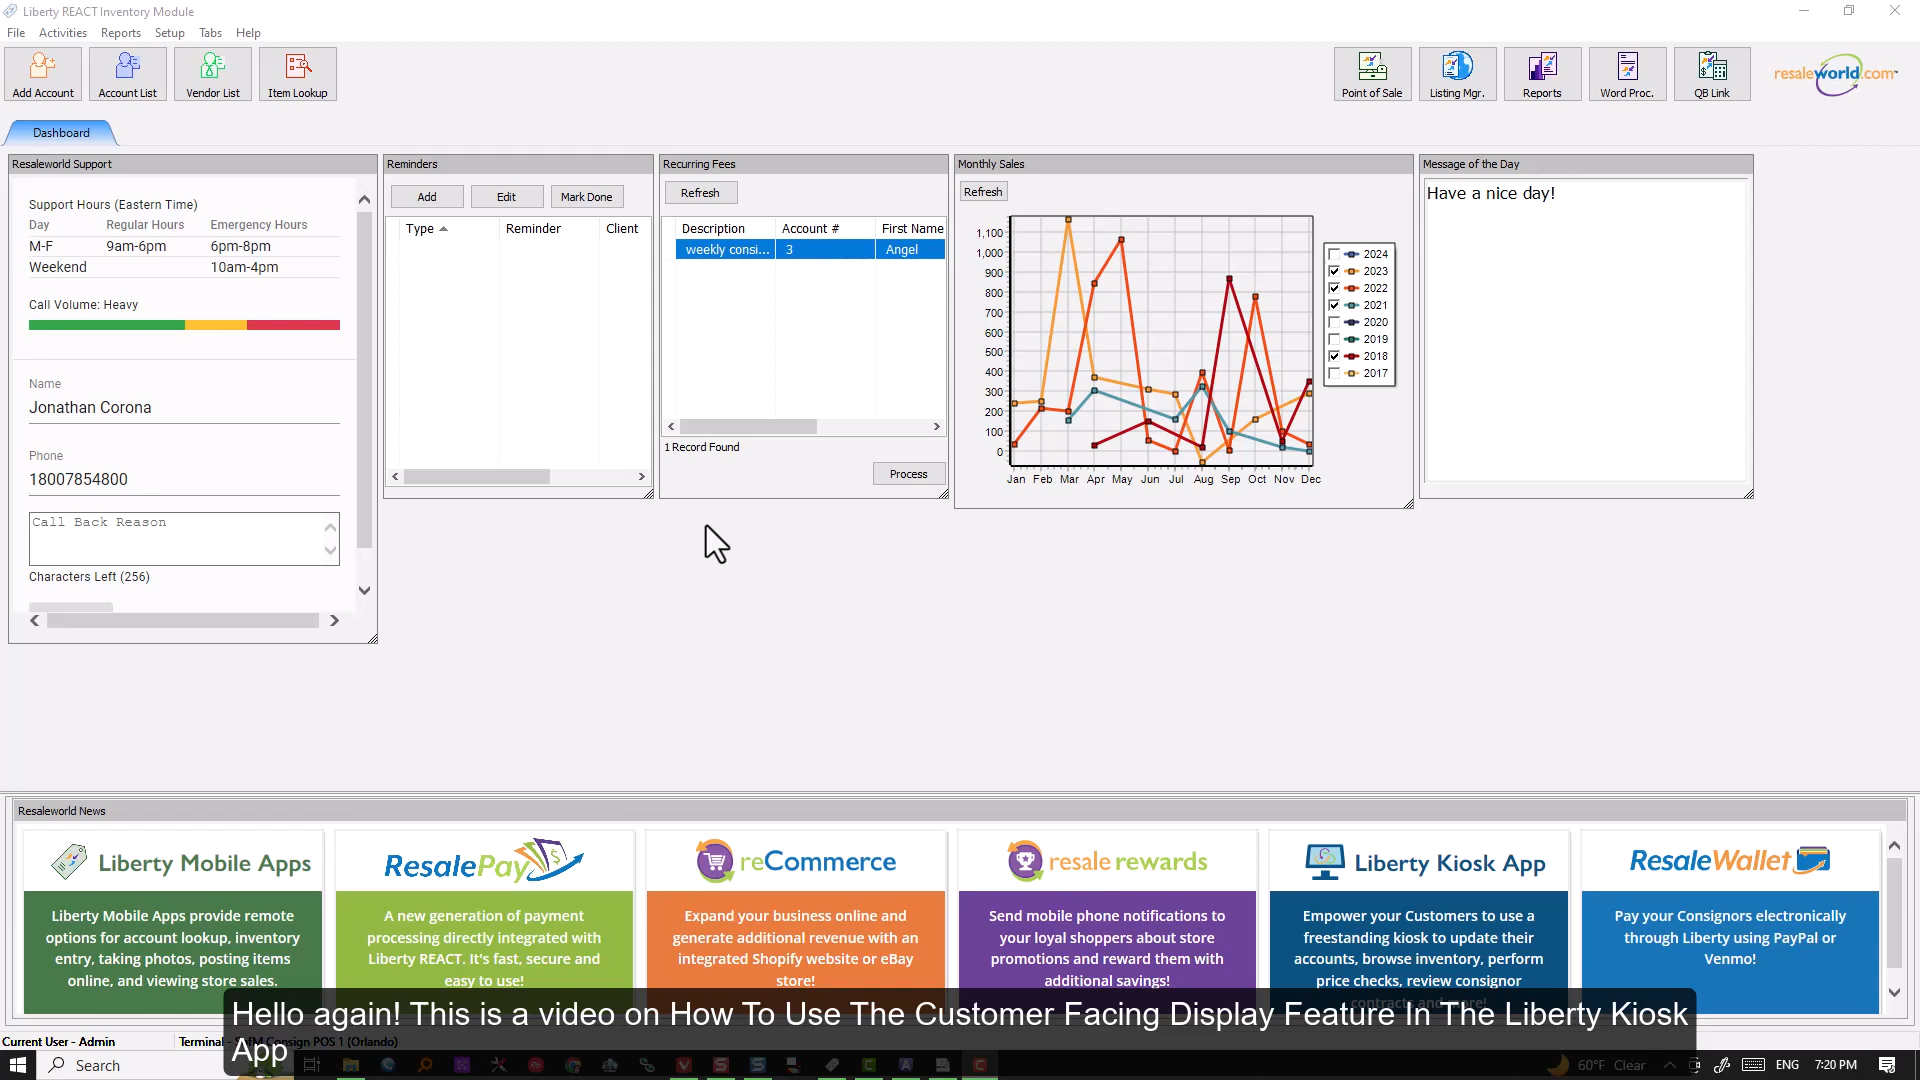 Liberty REACT Inventory Module
File Activities Reports Setup Tabs Help
Add Account Account List Vendor List Item Lookup
Point of Sale Listing Mgr. Reports Word Proc. QB Link
resaleworld.com
Dashboard
Resaleworld Support
Support Hours (Eastern Time)
Day Regular Hours Emergency Hours
M-F 9am-6pm 6pm-8pm
Weekend 10am-4pm
Call Volume: Heavy
Name
Jonathan Corona
Phone
18007854800
Call Back Reason
Characters Left (256)
Reminders
Add Edit Mark Done
Type Reminder Client
Recurring Fees
Refresh
Description Account # First Name
weekly consi... 3 Angel
1 Record Found
Process
Monthly Sales
Refresh
1,100
1,000
900
800
700
600
500
400
300
200
100
0
Jan Feb Mar Apr May Jun Jul Aug Sep Oct Nov Dec
2024
2023
2022
2021
2020
2019
2018
2017
Message of the Day
Have a nice day!
Resaleworld News
Liberty Mobile Apps
Liberty Mobile Apps provide remote
options for account lookup, inventory
entry, taking photos, posting items
online, and viewing store sales.
ResalePay
A new generation of payment
processing directly integrated with
Liberty REACT. It's fast, secure and
easy to use!
reCommerce
Expand your business online and
generate additional revenue with an
integrated Shopify website or eBay
store!
resale rewards
Send mobile phone notifications to
your loyal shoppers about store
promotions and reward them with
additional savings!
Liberty Kiosk App
Empower your Customers to use a
freestanding kiosk to update their
accounts, browse inventory, perform
price checks, review consignor
contracts and more!
ResaleWallet
Pay your Consignors electronically
through Liberty using PayPal or
Venmo!
Hello again! This is a video on How To Use The Customer Facing Display Feature In The Liberty Kiosk
App
Current User - Admin
Terminal - Consign POS 1 (Orlando)
Search
60°F Clear
ENG
7:20 PM